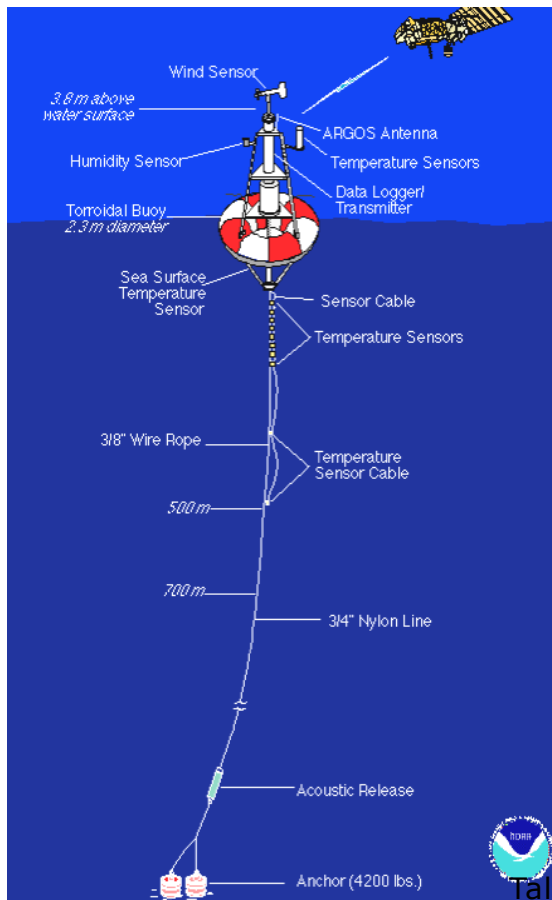 Wind Sensor
3.8 m above
water surface
ARGOS Antenna
Humidity Sensor
Temperature Sensors
Data Logger/
Transmitter
Torroidal Buoy
2.3 m diameter
Sea Surface
Temperature
Sensor
Sensor Cable
Temperature Sensors
3/8" Wire Rope
Temperature
Sensor Cable
500 m
700 m
3/4" Nylon Line
Acoustic Release
Anchor (4200 lbs.)
NOAA
Tal